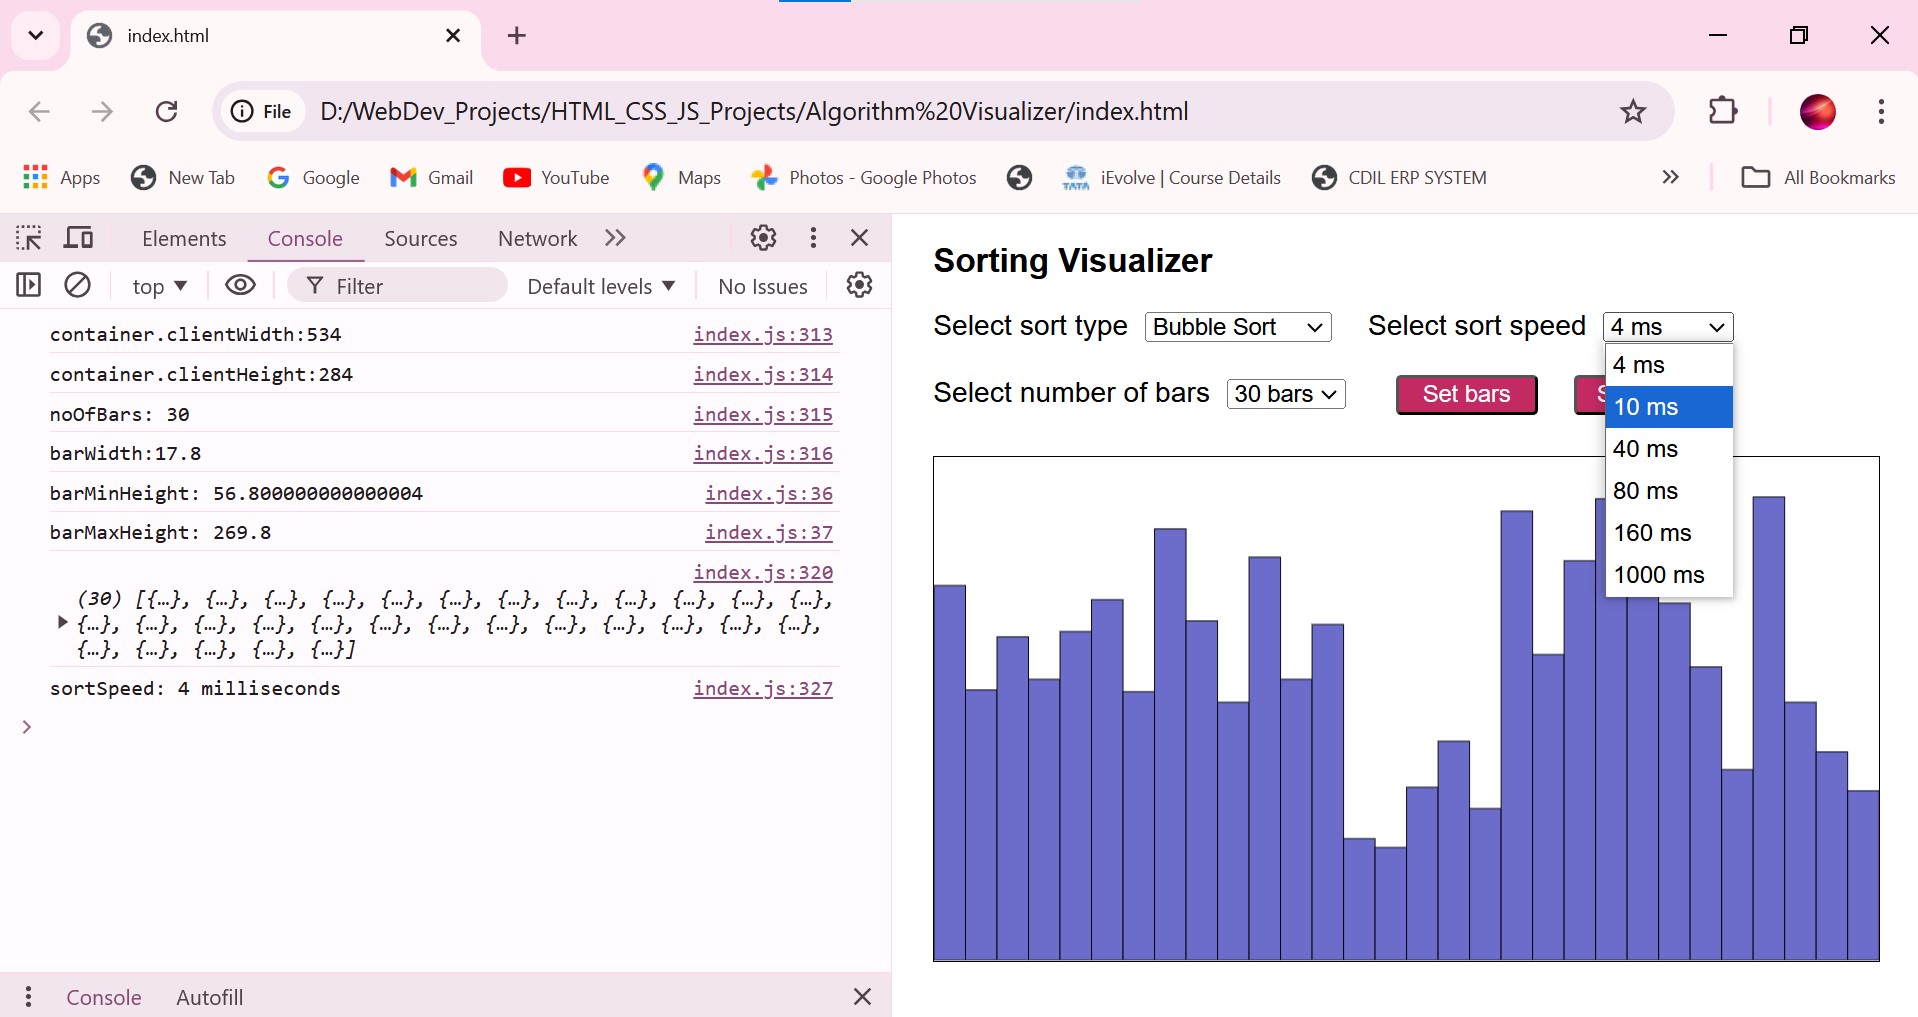 index.html
File D:/WebDev_Projects/HTML_CSS_JS_Projects/Algorithm%20Visualizer/index.html
Apps New Tab Google Gmail YouTube Maps Photos - Google Photos TATA iEvolve | Course Details CDIL ERP SYSTEM » All Bookmarks
Elements Console Sources Network »
top Filter Default levels No Issues
container.clientWidth:534 index.js:313
container.clientHeight:284 index.js:314
noOfBars: 30 index.js:315
barWidth:17.8 index.js:316
barMinHeight: 56.800000000000004 index.js:36
barMaxHeight: 269.8 index.js:37
index.js:320
(30) [{…}, {…}, {…}, {…}, {…}, {…}, {…}, {…}, {…}, {…}, {…}, {…},
{…}, {…}, {…}, {…}, {…}, {…}, {…}, {…}, {…}, {…}, {…}, {…}, {…},
{…}, {…}, {…}, {…}, {…}]
sortSpeed: 4 milliseconds index.js:327
>
Console Autofill
Sorting Visualizer
Select sort type Bubble Sort Select sort speed 4 ms
Select number of bars 30 bars Set bars
4 ms
10 ms
40 ms
80 ms
160 ms
1000 ms